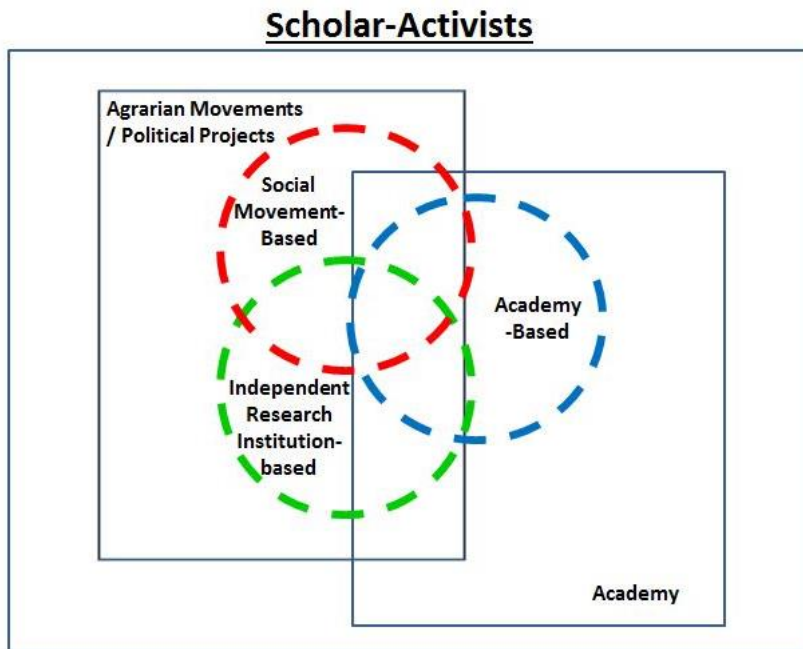 Scholar-Activists
Agrarian Movements
/ Political Projects
Social
Movement-
Based
Academy
-Based
Independent
Research
Institution-
based
Academy